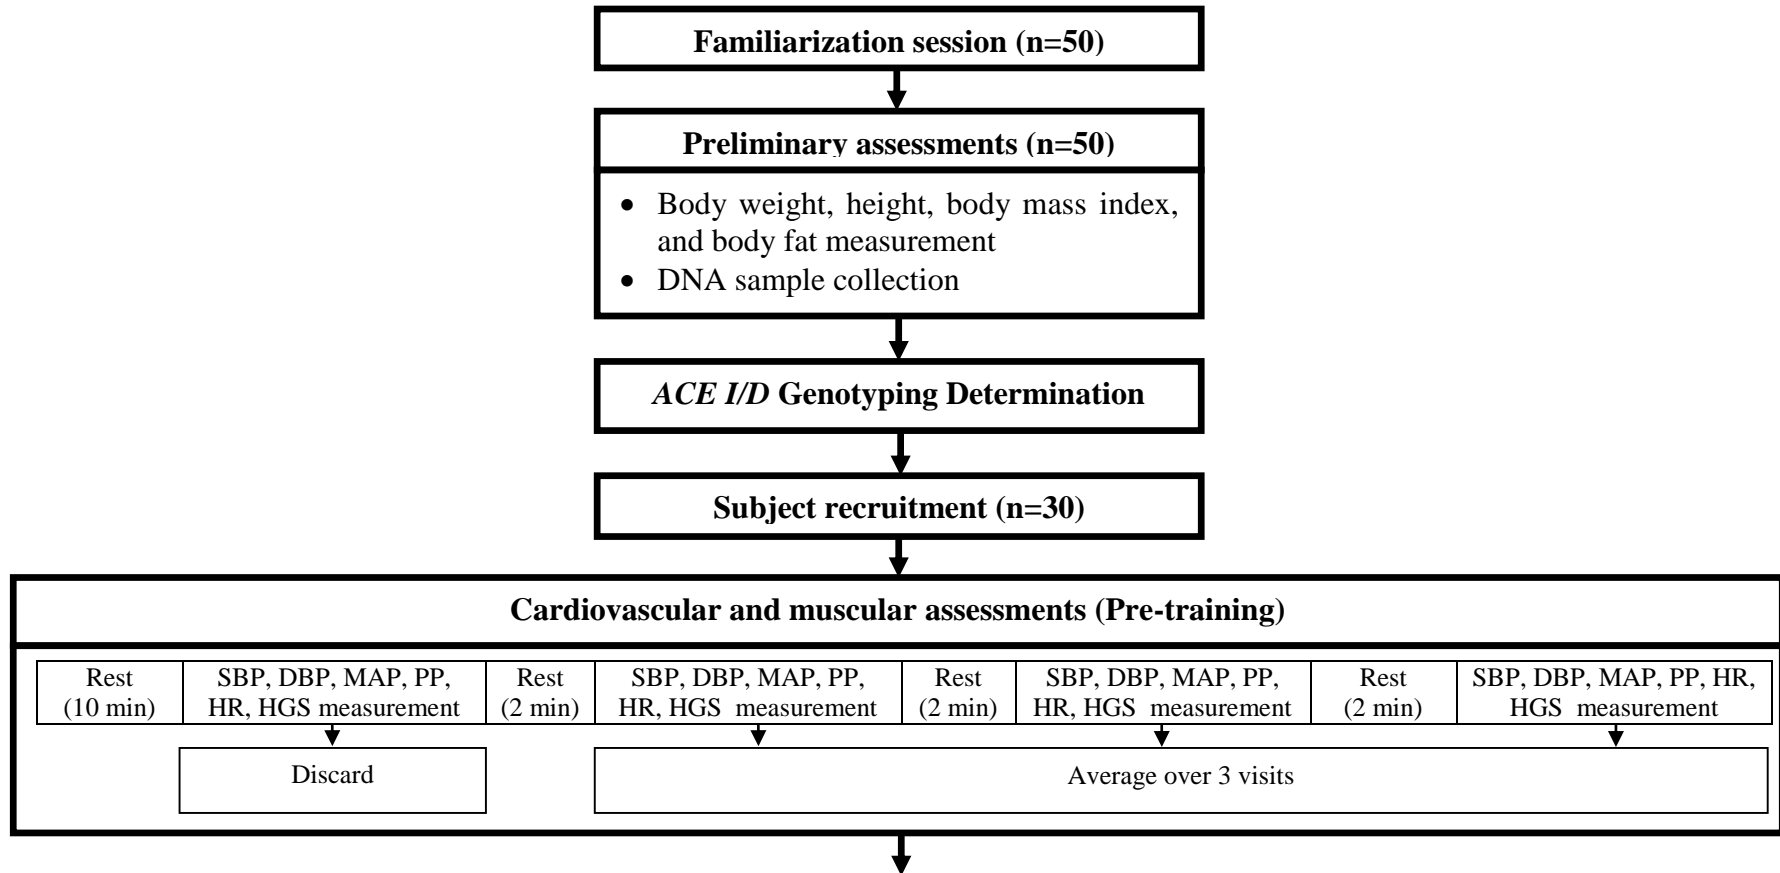 Familiarization session (n=50)
Preliminary assessments (n=50)
• Body weight, height, body mass index,
and body fat measurement
• DNA sample collection
ACE I/D Genotyping Determination
Subject recruitment (n=30)
Cardiovascular and muscular assessments (Pre-training)
Rest
(10 min)
SBP, DBP, MAP, PP,
HR, HGS measurement
Rest
(2 min)
SBP, DBP, MAP, PP,
HR, HGS measurement
Rest
(2 min)
SBP, DBP, MAP, PP,
HR, HGS measurement
Rest
(2 min)
SBP, DBP, MAP, PP, HR,
HGS measurement
Discard
Average over 3 visits